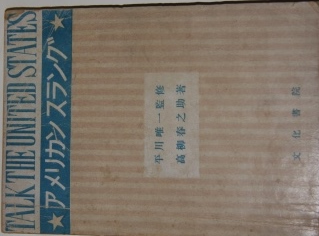 TALK THE UNITED STATES
★アメリカン スラング★
平川唯一監修
高柳春之助著
文化書院